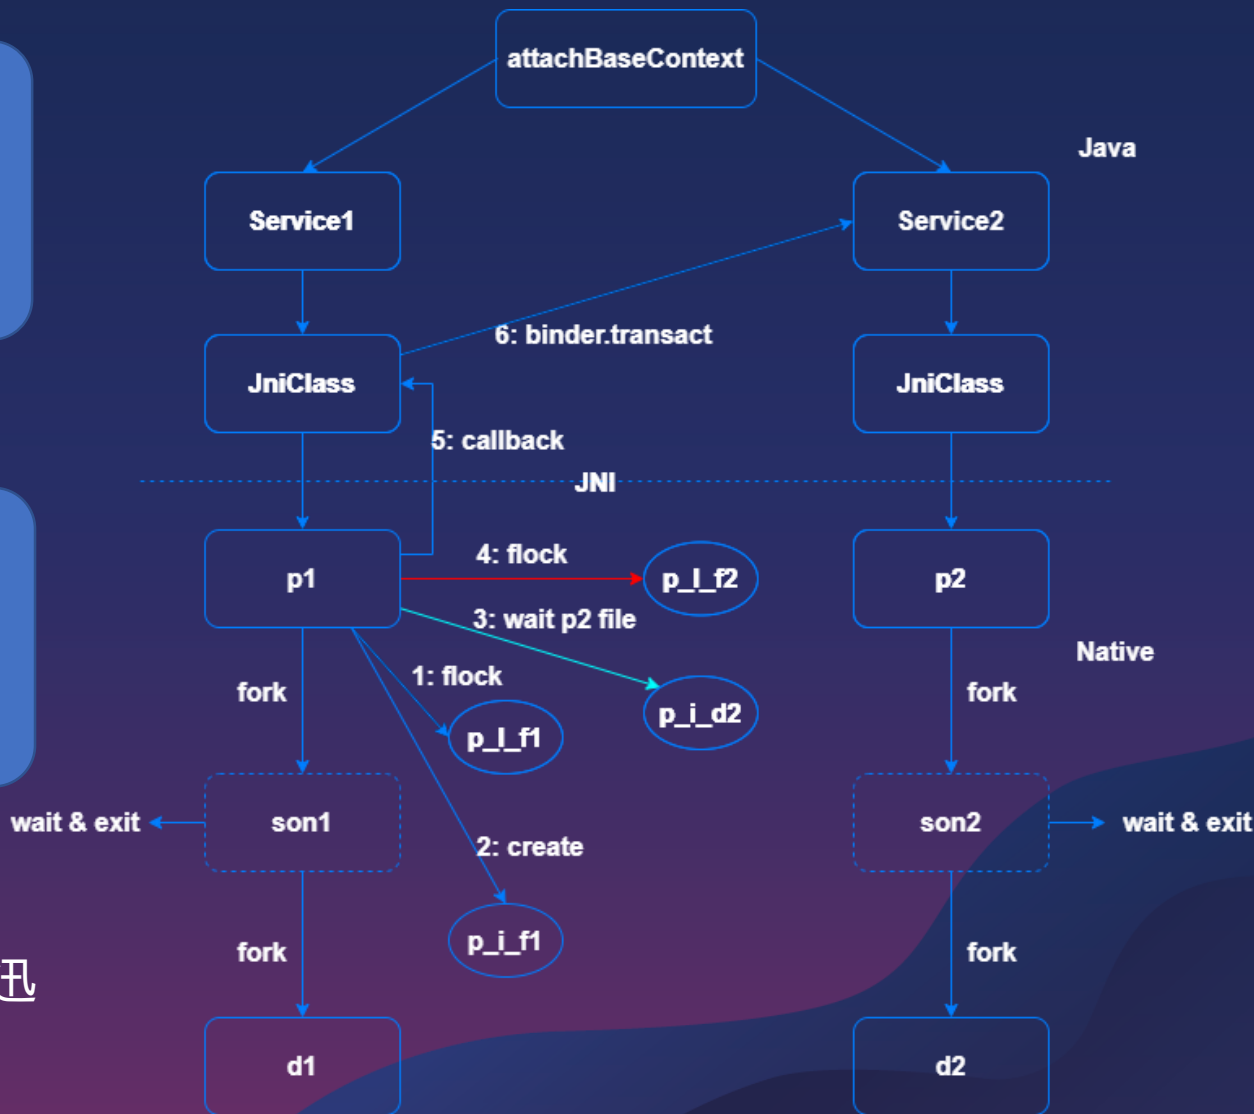 attachBaseContext
Java
Service1
Service2
6: binder.transact
JniClass
JniClass
5: callback
JNI
4: flock
p1
p_l_f2
p2
3: wait p2 file
Native
1: flock
fork
fork
p_i_d2
p_l_f1
wait & exit
son1
son2
wait & exit
2: create
p_i_f1
fork
fork
迅
d1
d2